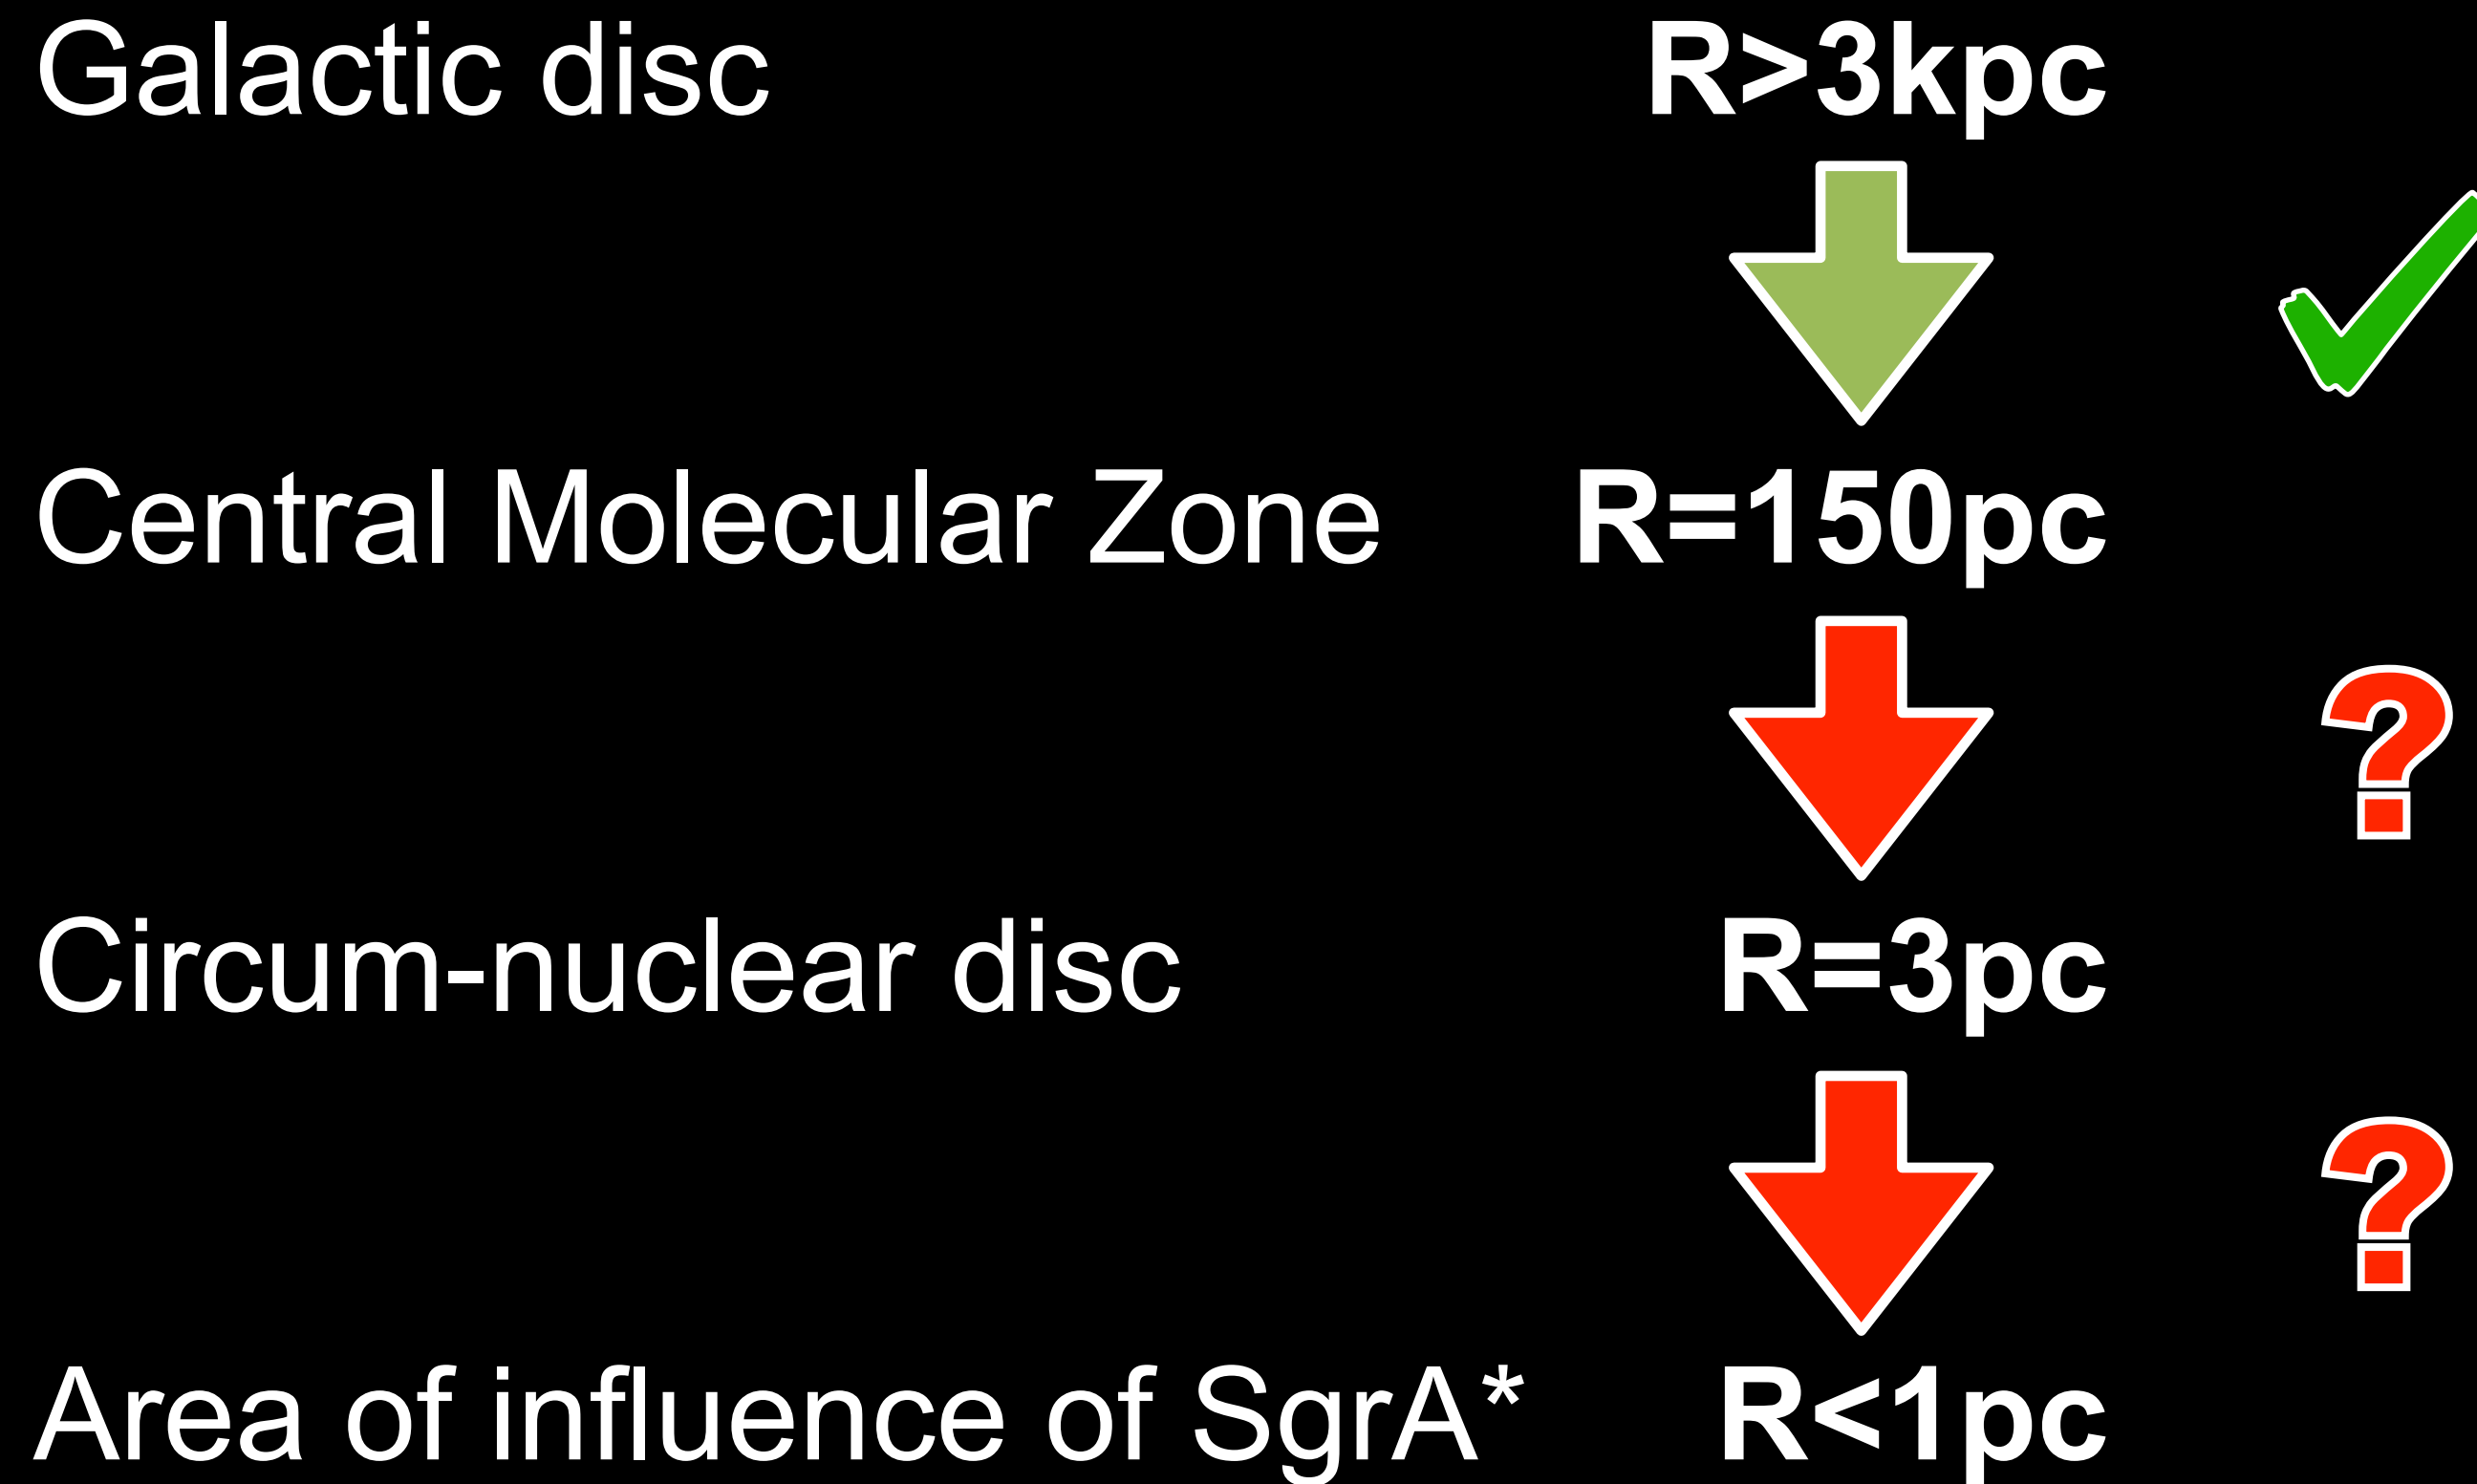 Galactic disc R>3kpc
Central Molecular Zone R=150pc
?
Circum-nuclear disc R=3pc
?
Area of influence of SgrA* R<1pc